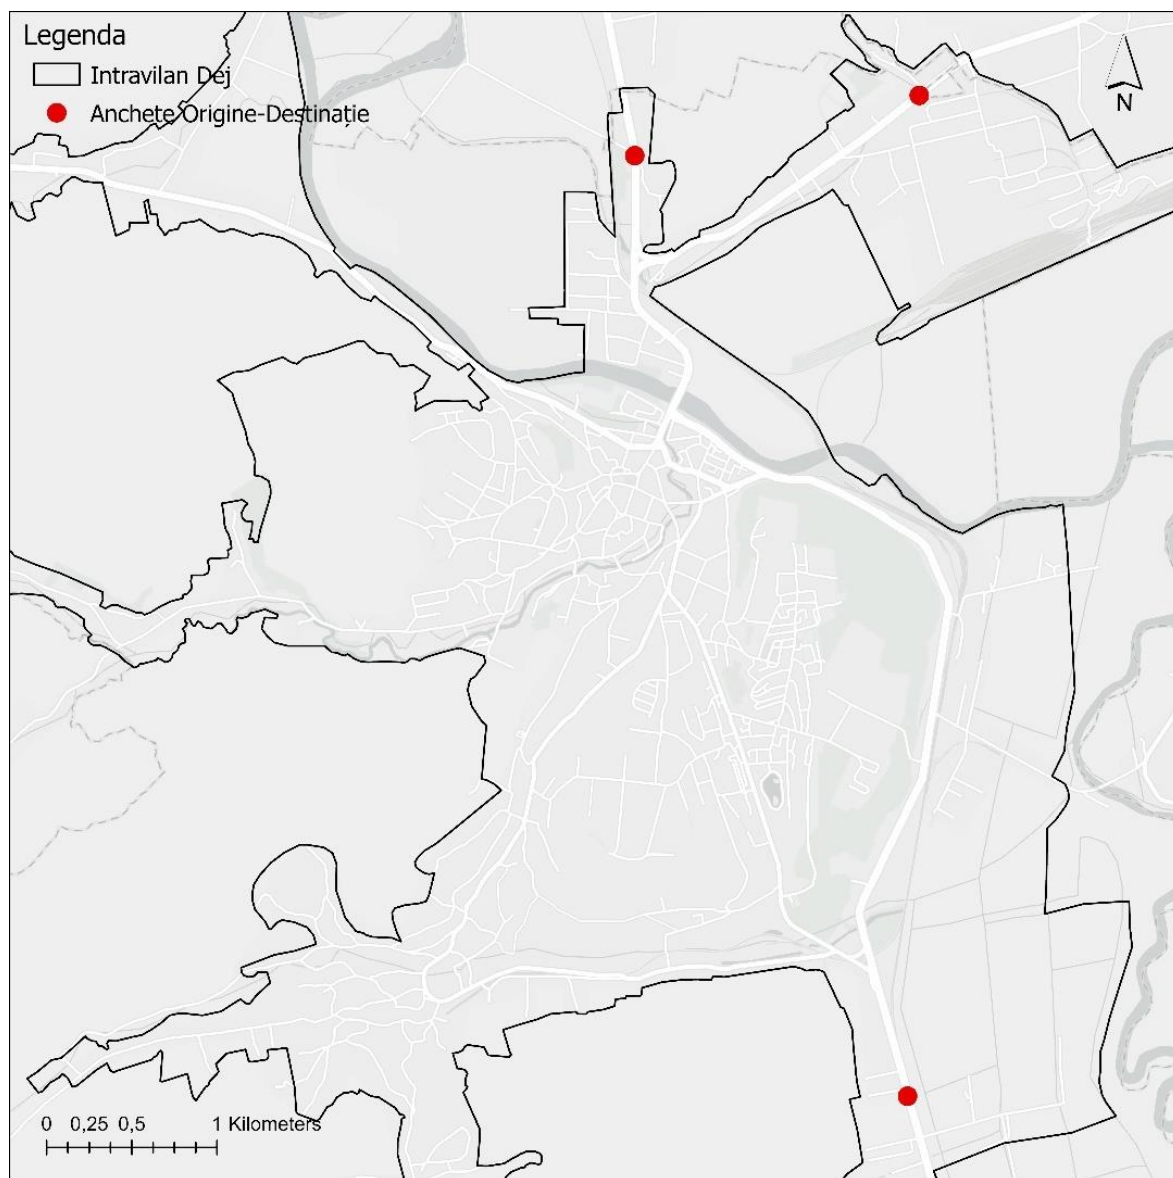 Legenda
Intravilan Dej
Anchete Origine-Destinație
N
0 0,25 0,5 1 Kilometers